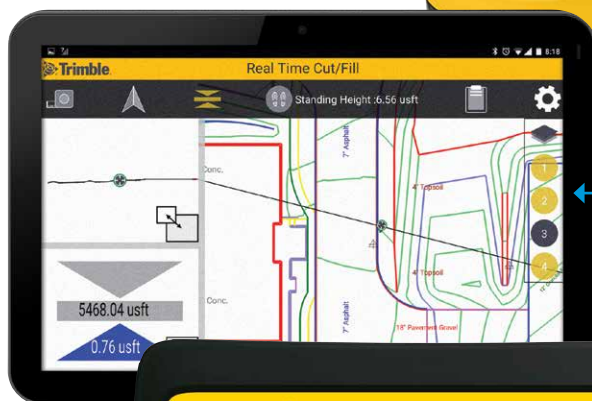 8:18
Trimble
Real Time Cut/Fill
Standing Height :6.56 usft
1
2
3
4
Conc.
7" Asphalt
4" Topsoil
4" Topsoil
Conc.
7" Asphalt
18" Pavement Gravel
5468.04 usft
0.76 usft